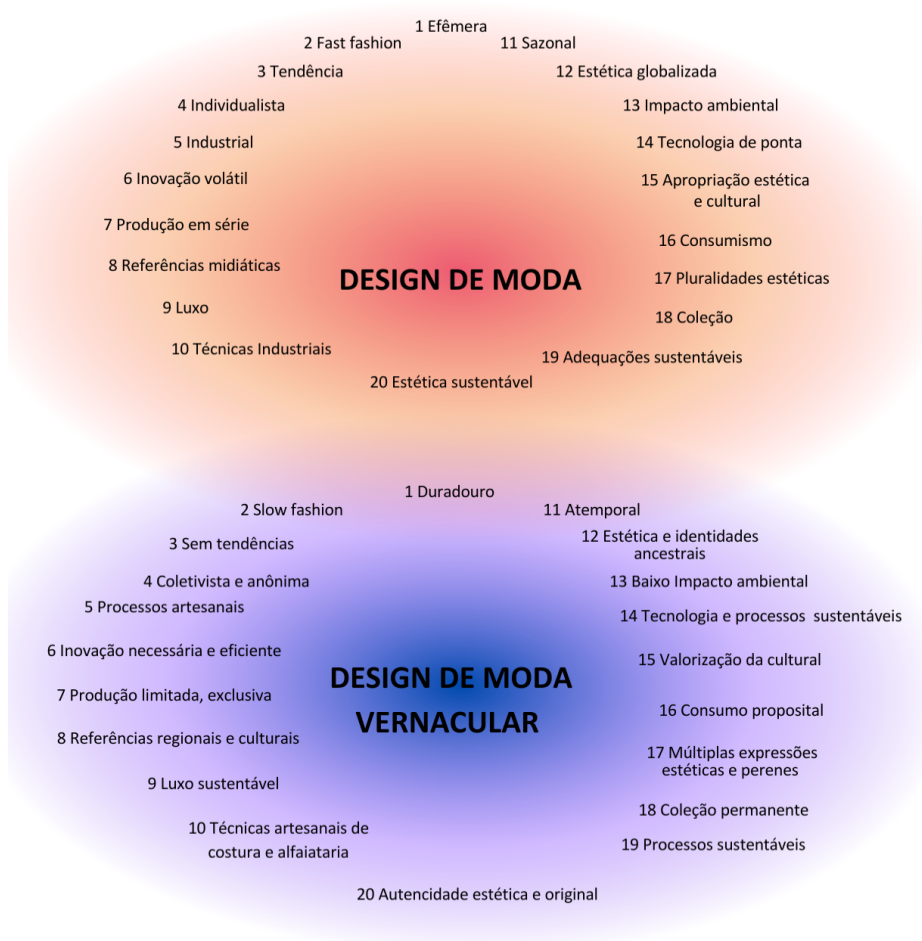 1 Efêmera
2 Fast fashion
3 Tendência
4 Individualista
5 Industrial
6 Inovação volátil
7 Produção em série
8 Referências midiáticas
9 Luxo
10 Técnicas Industriais
11 Sazonal
12 Estética globalizada
13 Impacto ambiental
14 Tecnologia de ponta
15 Apropriação estética
e cultural
16 Consumismo
17 Pluralidades estéticas
18 Coleção
19 Adequações sustentáveis
20 Estética sustentável
DESIGN DE MODA
1 Duradouro
2 Slow fashion
3 Sem tendências
4 Coletivista e anônima
5 Processos artesanais
6 Inovação necessária e eficiente
7 Produção limitada, exclusiva
8 Referências regionais e culturais
9 Luxo sustentável
10 Técnicas artesanais de
costura e alfaiataria
11 Atemporal
12 Estética e identidades
ancestrais
13 Baixo Impacto ambiental
14 Tecnologia e processos sustentáveis
15 Valorização da cultural
16 Consumo proposital
17 Múltiplas expressões
estéticas e perenes
18 Coleção permanente
19 Processos sustentáveis
20 Autencidade estética e original
DESIGN DE MODA
VERNACULAR